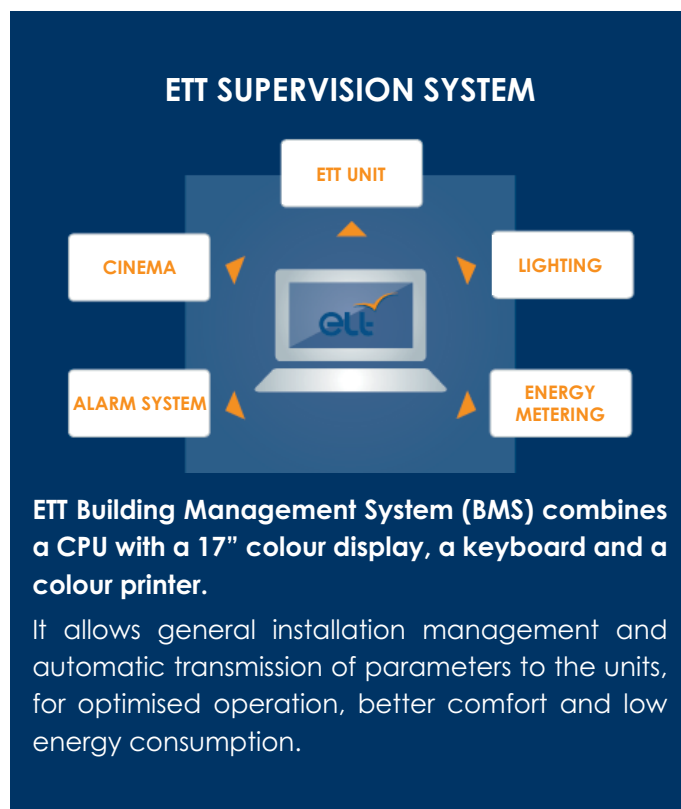 ETT SUPERVISION SYSTEM
ETT UNIT
CINEMA
LIGHTING
ett
ALARM SYSTEM
ENERGY
METERING
ETT Building Management System (BMS) combines
a CPU with a 17” colour display, a keyboard and a
colour printer.
It allows general installation management and
automatic transmission of parameters to the units,
for optimised operation, better comfort and low
energy consumption.